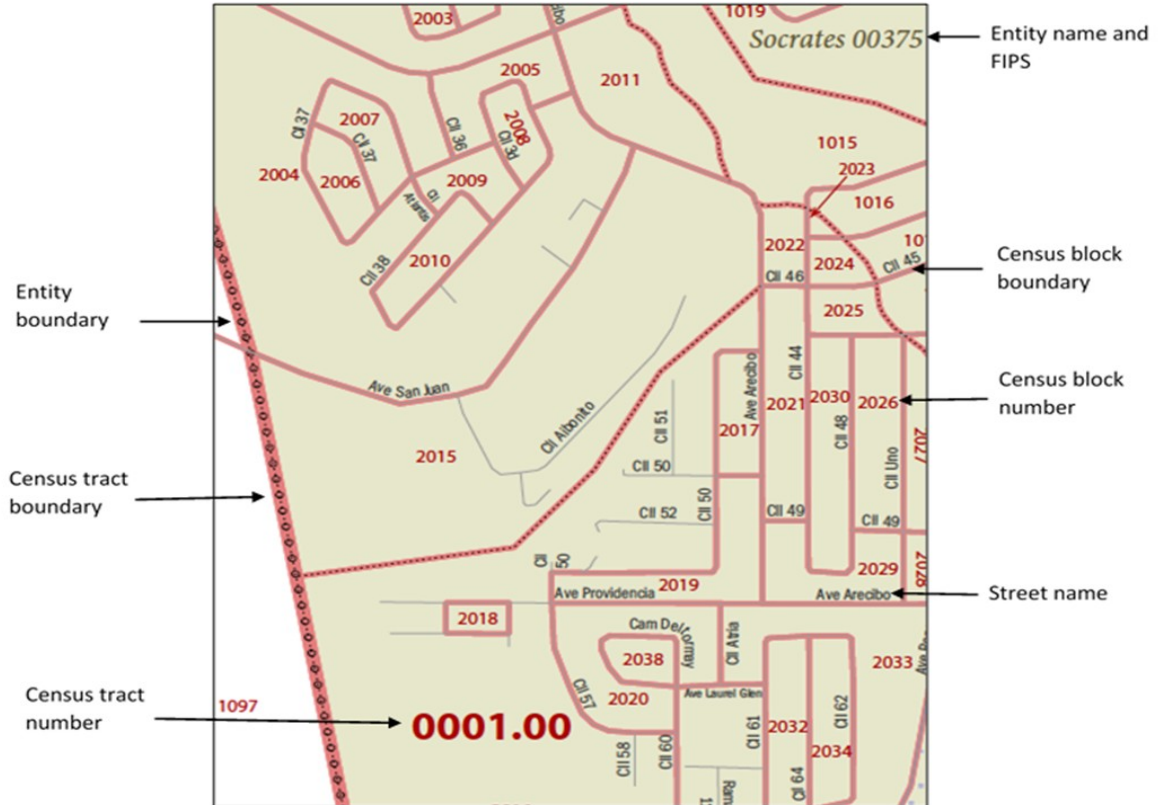 2003
1019
Socrates 00375
Entity name and
FIPS
2005
2011
Cll 37
2007
Cll 37
Cll 36
2008
Cll 3d
1015
2023
2004
2006
2009
1016
Cll
Atlantis
2022
2010
Cll 38
2024
Cll 46
Cll 45
Census block
boundary
Entity
boundary
2025
Ave San Juan
Ave Arecibo
Cll 44
Census block
number
2021
2030
2026
2017
Cll Aibonito
Cll 51
Cll 48
2027
2015
Cll 50
Cll Uno
Census tract
boundary
Cll 50
Cll 52
Cll 49
Cll 49
Cll
50
2029
2028
2019
Ave Providencia
Ave Arecibo
Street name
2018
Cam Del Tormay
Cll Atria
2038
2033
Census tract
number
1097
Cll 57
2020
Ave Laurel Glen
0001.00
Cll 61
2032
Cll 62
2034
Cll 58
Cll 60
Cll 64